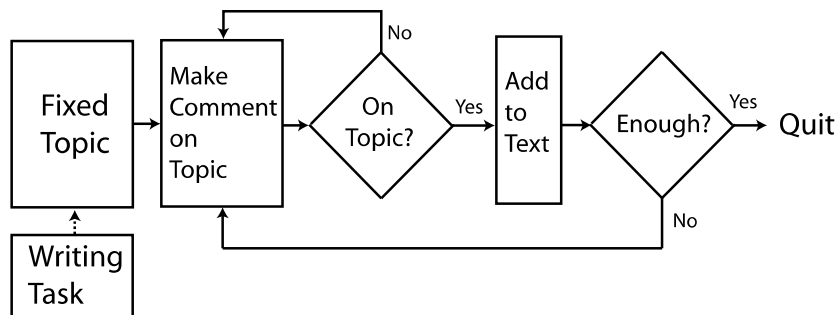 Fixed
Topic
Writing
Task
Make
Comment
on
Topic
No
On
Topic?
Yes
Add
to
Text
Enough?
Yes
Quit
No